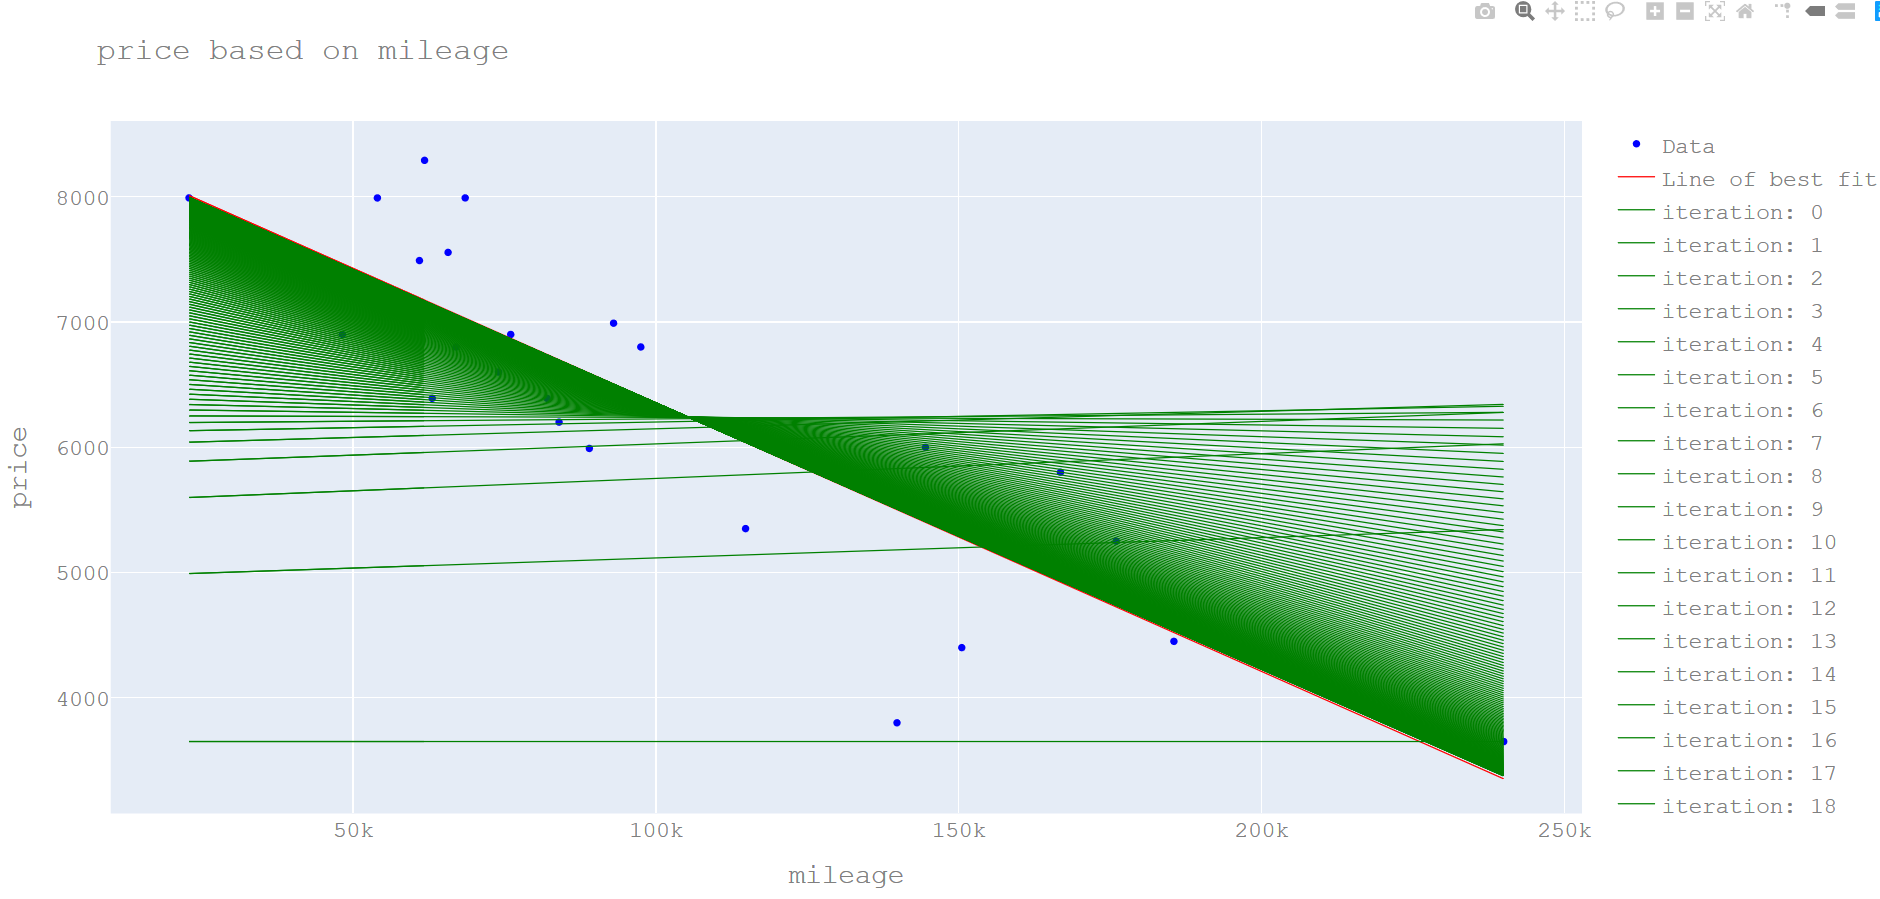 price based on mileage
8000
7000
6000
5000
4000
price
50k
100k
150k
200k
250k
mileage
Data
Line of best fit
iteration: 0
iteration: 1
iteration: 2
iteration: 3
iteration: 4
iteration: 5
iteration: 6
iteration: 7
iteration: 8
iteration: 9
iteration: 10
iteration: 11
iteration: 12
iteration: 13
iteration: 14
iteration: 15
iteration: 16
iteration: 17
iteration: 18